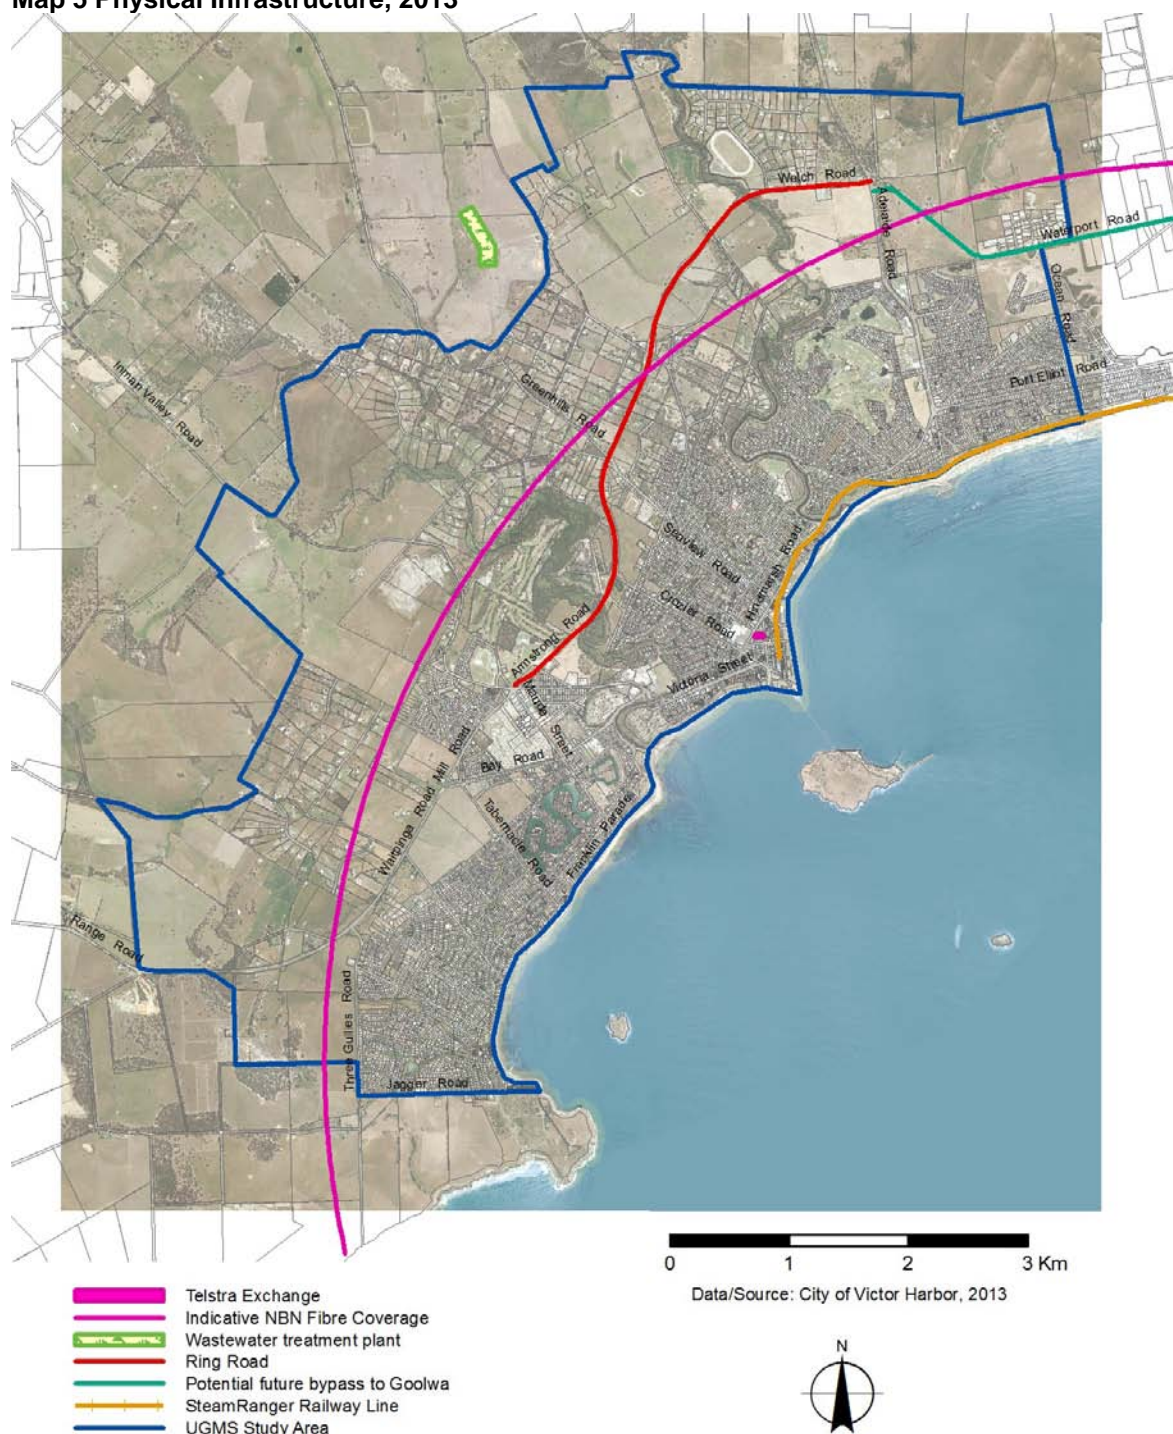 Map 5 Physical Infrastructure, 2013
Welch Road
Adelaide Road
Waterport Road
Ocean Road
Port Elliot Road
Inman Valley Road
Greenhills Road
Seaview Road
Hindmarsh Road
Crozier Road
Armstrong Road
Victoria Street
Maude Street
Bay Road
Waitpinga Road Mill Road
Tabernacle Road
Franklin Parade
Range Road
Three Gullies Road
Jagger Road
0 1 2 3 Km
Data/Source: City of Victor Harbor, 2013
Telstra Exchange
Indicative NBN Fibre Coverage
Wastewater treatment plant
Ring Road
Potential future bypass to Goolwa
SteamRanger Railway Line
UGMS Study Area
N